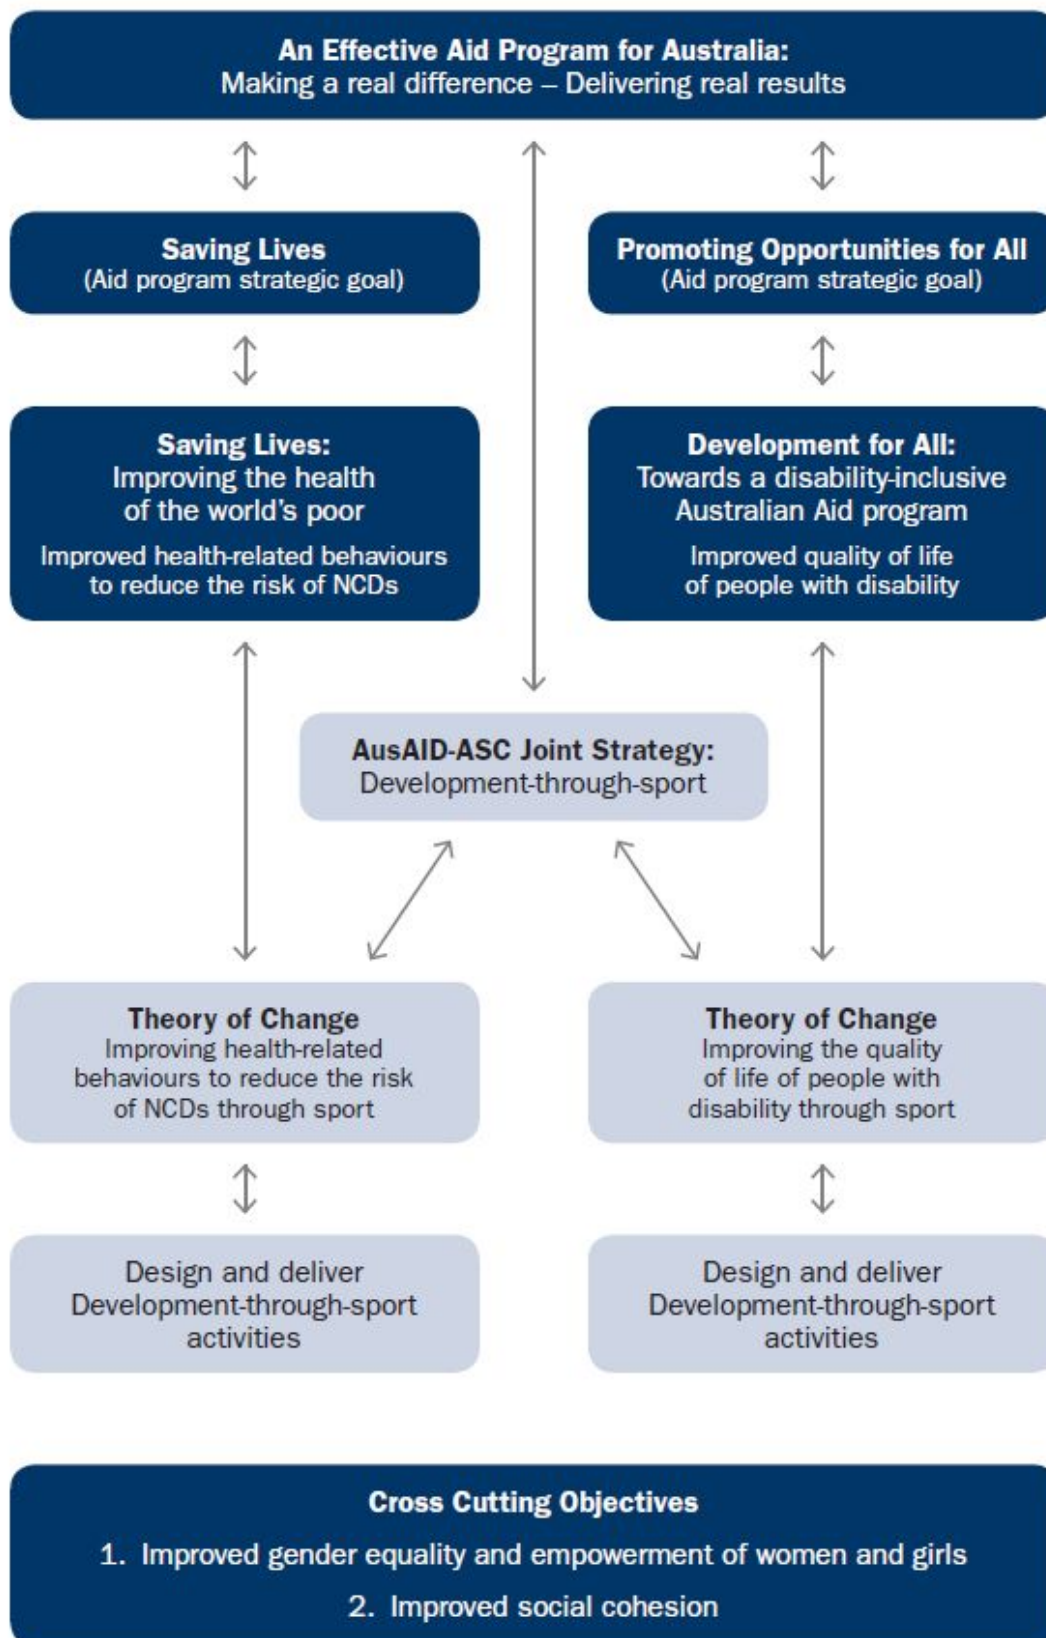 An Effective Aid Program for Australia:
Making a real difference – Delivering real results
Saving Lives
(Aid program strategic goal)
Promoting Opportunities for All
(Aid program strategic goal)
Saving Lives:
Improving the health
of the world's poor
Improved health-related behaviours
to reduce the risk of NCDs
Development for All:
Towards a disability-inclusive
Australian Aid program
Improved quality of life
of people with disability
AusAID-ASC Joint Strategy:
Development-through-sport
Theory of Change
Improving health-related
behaviours to reduce the risk
of NCDs through sport
Theory of Change
Improving the quality
of life of people with
disability through sport
Design and deliver
Development-through-sport
activities
Design and deliver
Development-through-sport
activities
Cross Cutting Objectives
1. Improved gender equality and empowerment of women and girls
2. Improved social cohesion